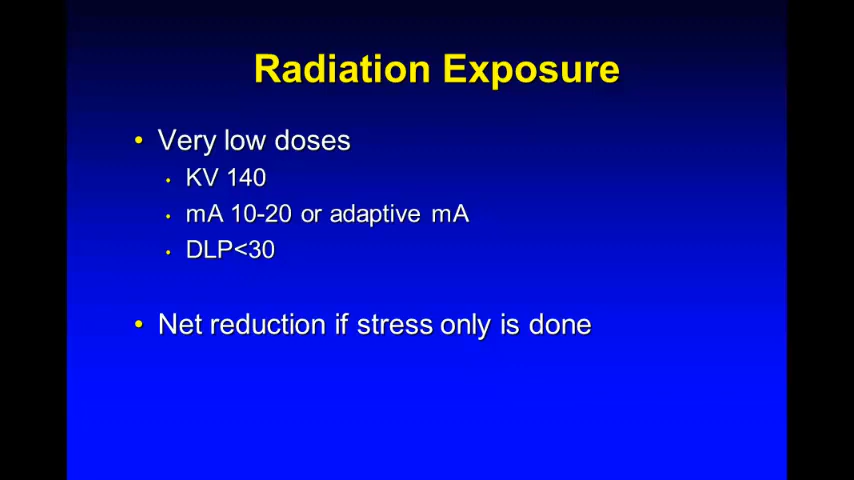 Radiation Exposure
• Very low doses
• KV 140
• mA 10-20 or adaptive mA
• DLP<30
• Net reduction if stress only is done